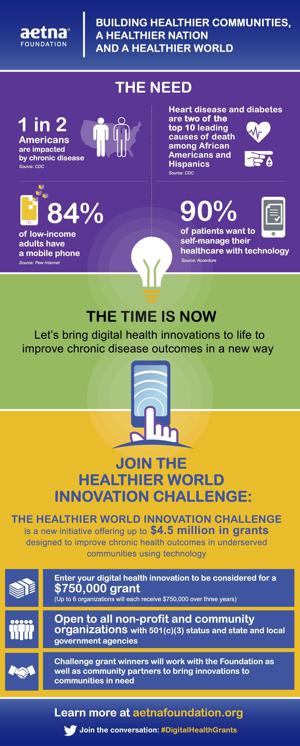 aetna®
FOUNDATION
BUILDING HEALTHIER COMMUNITIES,
A HEALTHIER NATION
AND A HEALTHIER WORLD
THE NEED
1 in 2
Americans
are impacted
by chronic disease
Source: CDC
Heart disease and diabetes
are two of the
top 10 leading
causes of death
among African
Americans and
Hispanics
Source: CDC
84%
of low-income
adults have
a mobile phone
Source: Pew Internet
90%
of patients want to
self-manage their
healthcare with technology
Source: Accenture
THE TIME IS NOW
Let's bring digital health innovations to life to
improve chronic disease outcomes in a new way
JOIN THE
HEALTHIER WORLD
INNOVATION CHALLENGE:
THE HEALTHIER WORLD INNOVATION CHALLENGE
is a new initiative offering up to $4.5 million in grants
designed to improve chronic health outcomes in underserved
communities using technology
Enter your digital health innovation to be considered for a
$750,000 grant
(Up to 6 organizations will each receive $750,000 over three years)
Open to all non-profit and community
organizations with 501(c)(3) status and state and local
government agencies
Challenge grant winners will work with the Foundation as
well as community partners to bring innovations to
communities in need
Learn more at aetnafoundation.org
Join the conversation: #DigitalHealthGrants